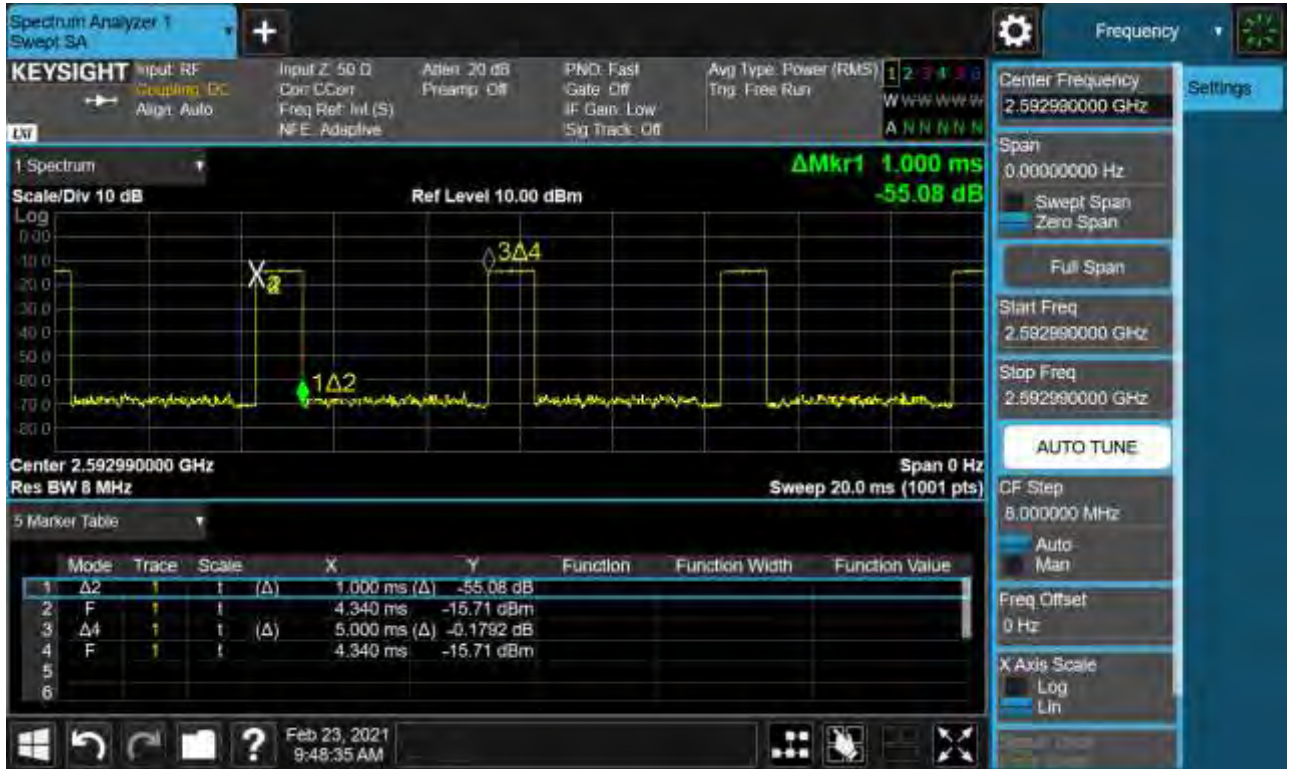 Spectrum Analyzer 1
Swept SA
+
Frequency
KEYSIGHT
Input: RF
Coupling: DC
Align: Auto
Input Z: 50 Ω
Corr CCorr
Freq Ref: Int (S)
NFE: Adaptive
Atten: 20 dB
Preamp: Off
PNO: Fast
Gate: Off
IF Gain: Low
Sig Track: Off
Avg Type: Power (RMS)
Trig: Free Run
1 2 3 4 5 6
W W W W W W
A N N N N N
LXI
Center Frequency
2.592990000 GHz
Settings
1 Spectrum
ΔMkr1 1.000 ms
-55.08 dB
Scale/Div 10 dB
Ref Level 10.00 dBm
Span
0.00000000 Hz
Swept Span
Zero Span
Log
0.00
-10.0
-20.0
-30.0
-40.0
-50.0
-60.0
-70.0
-80.0
3Δ4
X
1Δ2
Full Span
Start Freq
2.592990000 GHz
Stop Freq
2.592990000 GHz
AUTO TUNE
Center 2.592990000 GHz
Span 0 Hz
Res BW 8 MHz
Sweep 20.0 ms (1001 pts)
CF Step
8.000000 MHz
Auto
Man
5 Marker Table
Mode Trace Scale X Y Function Function Width Function Value
1 Δ2 1 t (Δ) 1.000 ms (Δ) -55.08 dB
2 F 1 t 4.340 ms -15.71 dBm
3 Δ4 1 t (Δ) 5.000 ms (Δ) -0.1792 dB
4 F 1 t 4.340 ms -15.71 dBm
5
6
Freq Offset
0 Hz
X Axis Scale
Log
Lin
?
Feb 23, 2021
9:48:35 AM